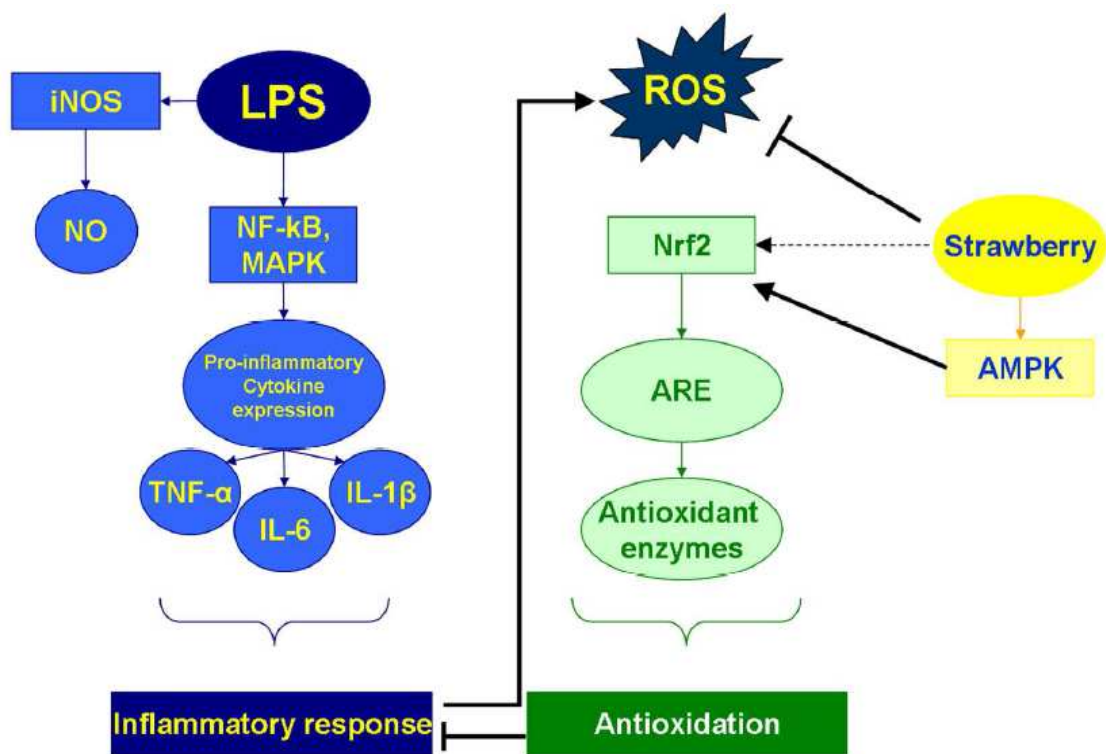 iNOS
LPS
ROS
NO
NF-kB,
MAPK
Nrf2
Strawberry
Pro-inflammatory
Cytokine
expression
ARE
AMPK
TNF-α
IL-6
IL-1β
Antioxidant
enzymes
Inflammatory response
Antioxidation